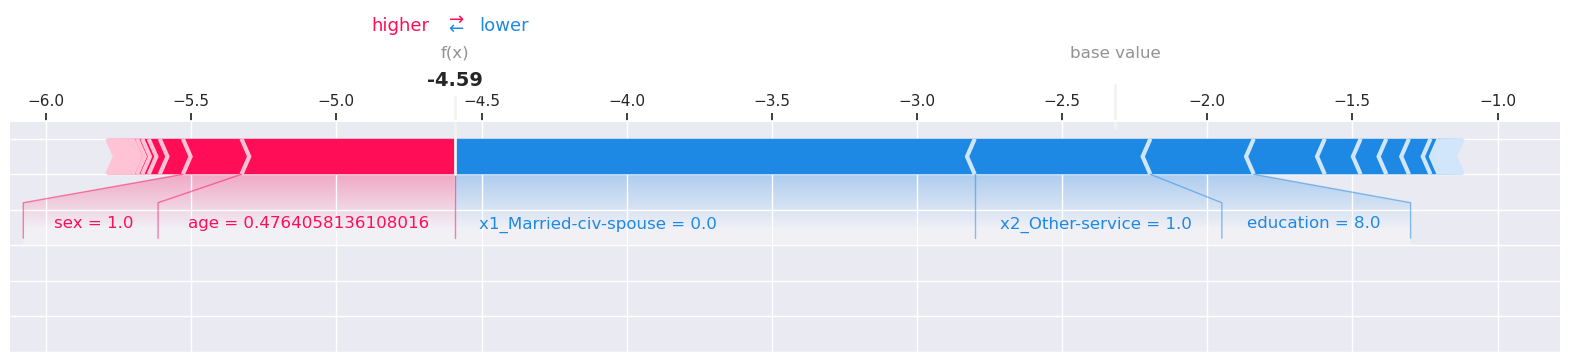 higher ⇄ lower
f(x) base value
-4.59
−6.0 −5.5 −5.0 −4.5 −4.0 −3.5 −3.0 −2.5 −2.0 −1.5 −1.0
sex = 1.0 age = 0.4764058136108016 x1_Married-civ-spouse = 0.0 x2_Other-service = 1.0 education = 8.0